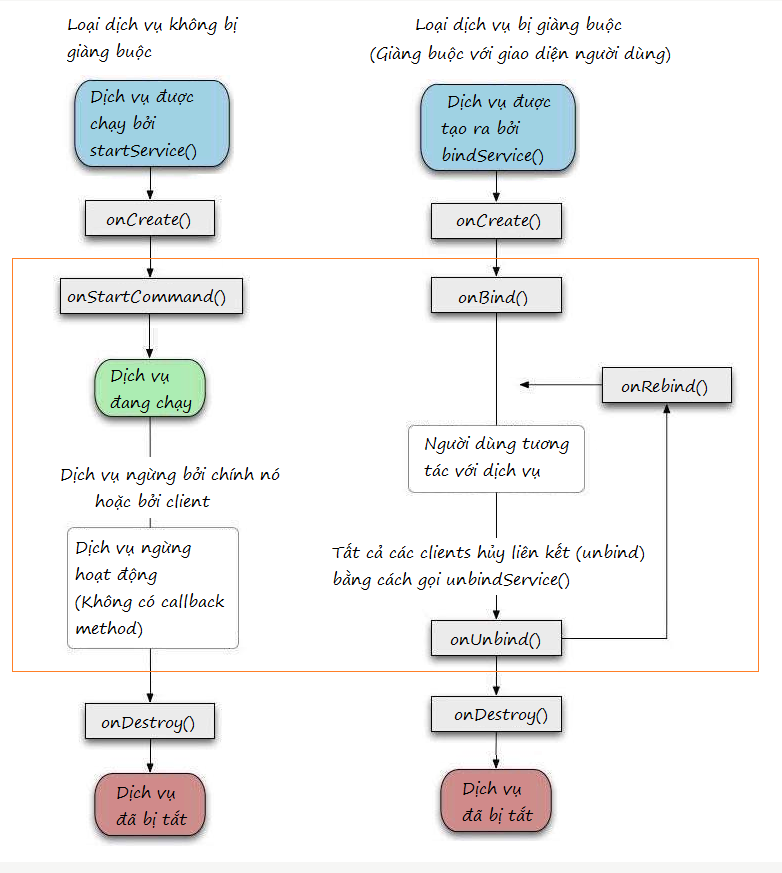 Loại dịch vụ không bị
giàng buộc
Dịch vụ được
chạy bởi
startService()
onCreate()
onStartCommand()
Dịch vụ
đang chạy
Dịch vụ ngừng bởi chính nó
hoặc bởi client
Dịch vụ ngừng
hoạt động
(Không có callback
method)
onDestroy()
Dịch vụ
đã bị tắt
Loại dịch vụ bị giàng buộc
(Giàng buộc với giao diện người dùng)
Dịch vụ được
tạo ra bởi
bindService()
onCreate()
onBind()
onRebind()
Người dùng tương
tác với dịch vụ
Tất cả các clients hủy liên kết (unbind)
bằng cách gọi unbindService()
onUnbind()
onDestroy()
Dịch vụ
đã bị tắt